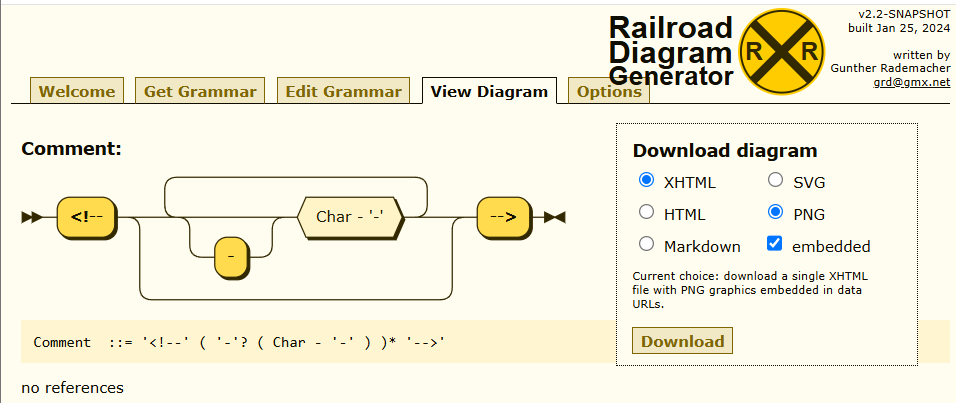 Railroad
Diagram
Generator
R R
v2.2-SNAPSHOT
built Jan 25, 2024
written by
Gunther Rademacher
grd@gmx.net
Welcome
Get Grammar
Edit Grammar
View Diagram
Options
Comment:
<!--
-
Char - '-'
-->
Comment ::= '<!--' ( '-'? ( Char - '-' ) )* '-->'
no references
Download diagram
XHTML SVG
HTML PNG
Markdown embedded
Current choice: download a single XHTML
file with PNG graphics embedded in data
URLs.
Download